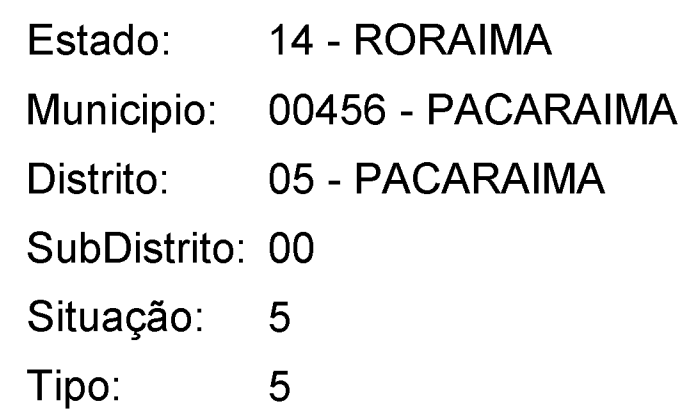 Estado: 14 - RORAIMA
Municipio: 00456 - PACARAIMA
Distrito: 05 - PACARAIMA
SubDistrito: 00
Situação: 5
Tipo: 5